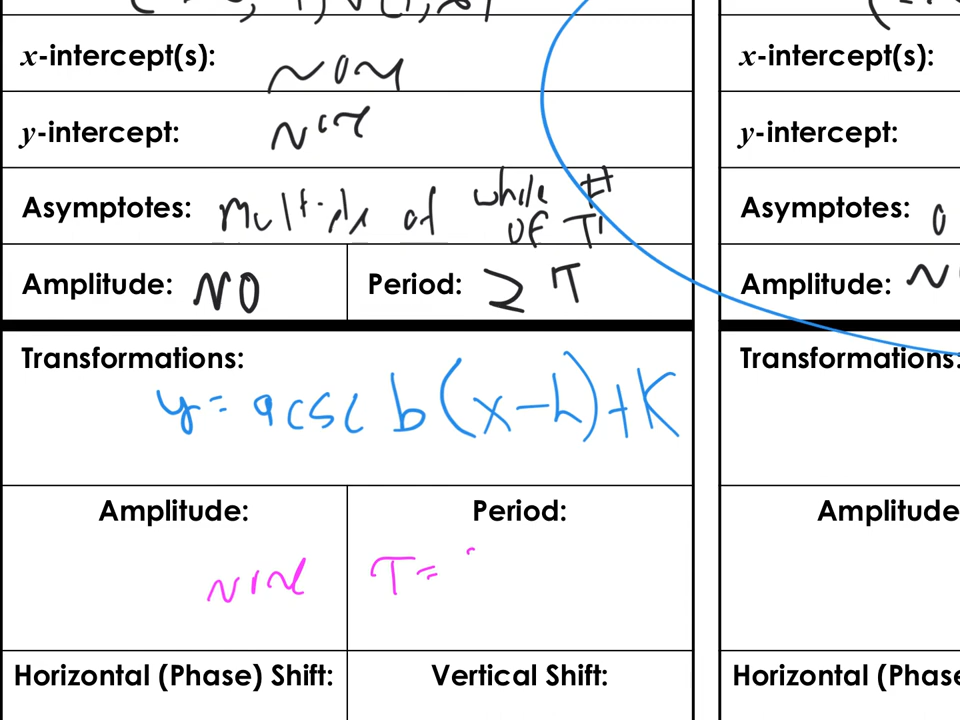 x-intercept(s): none
x-intercept(s):
y-intercept: none
y-intercept:
Asymptotes: multiple of whole # of π
Asymptotes:
Amplitude: NO Period: 2π
Amplitude:
Transformations:
Transformations:
y = a csc b(x-h)+K
Amplitude: Period:
Amplitude
none T=
Horizontal (Phase) Shift: Vertical Shift:
Horizontal (Phase